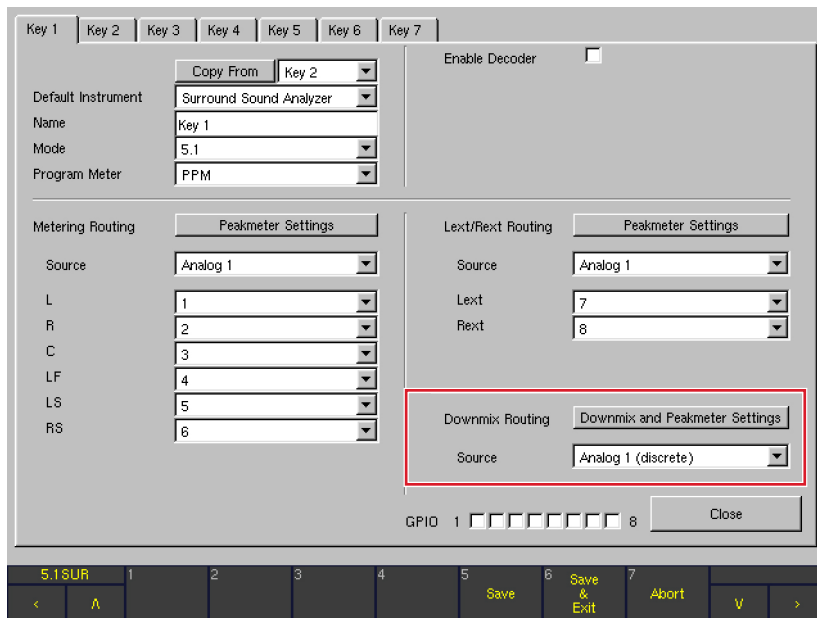 Key 1 Key 2 Key 3 Key 4 Key 5 Key 6 Key 7
Copy From Key 2
Default Instrument Surround Sound Analyzer
Name Key 1
Mode 5.1
Program Meter PPM
Enable Decoder
Metering Routing Peakmeter Settings
Source Analog 1
L 1
R 2
C 3
LF 4
LS 5
RS 6
Lext/Rext Routing Peakmeter Settings
Source Analog 1
Lext 7
Rext 8
Downmix Routing Downmix and Peakmeter Settings
Source Analog 1 (discrete)
GPIO 1 8 Close
5.1SUR 1 2 3 4 5 6 7
Save
Save
&
Exit
Abort
< Λ V >